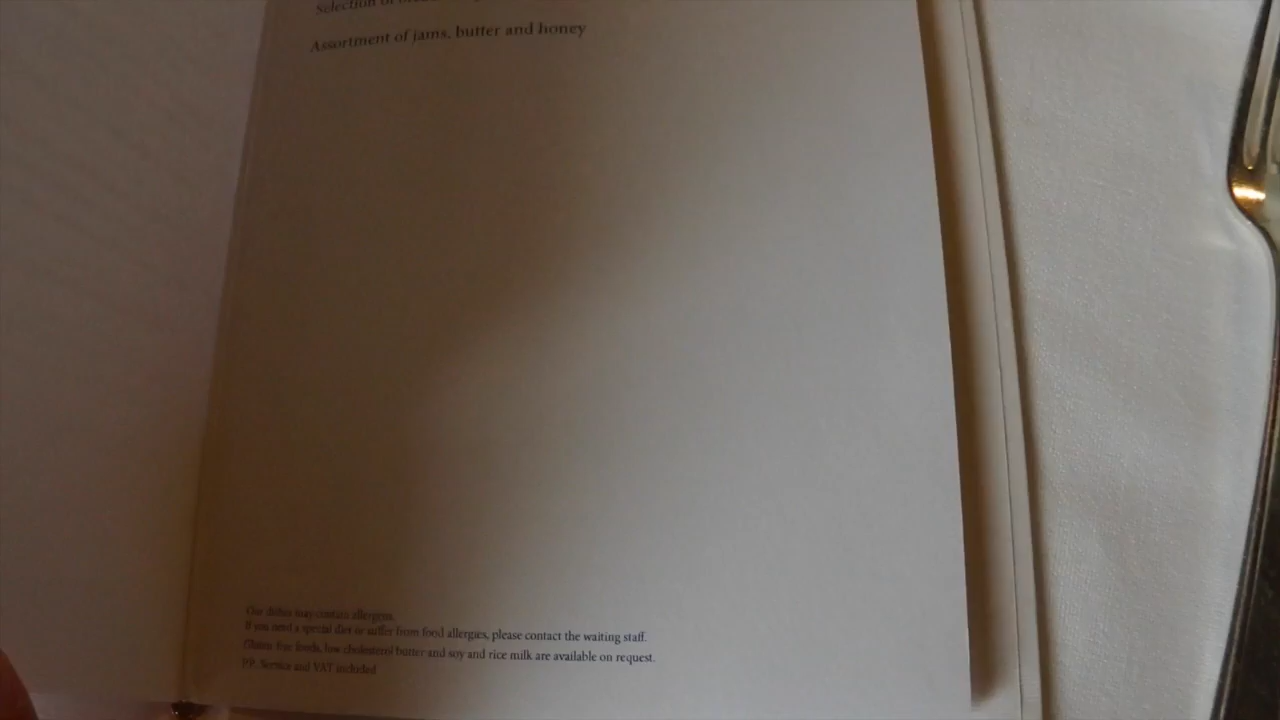 Selection of
Assortment of jams, butter and honey
Our dishes may contain allergens.
If you need a special diet or suffer from food allergies, please contact the waiting staff.
Gluten free foods, low cholesterol butter and soy and rice milk are available on request.
P.P. Service and VAT included